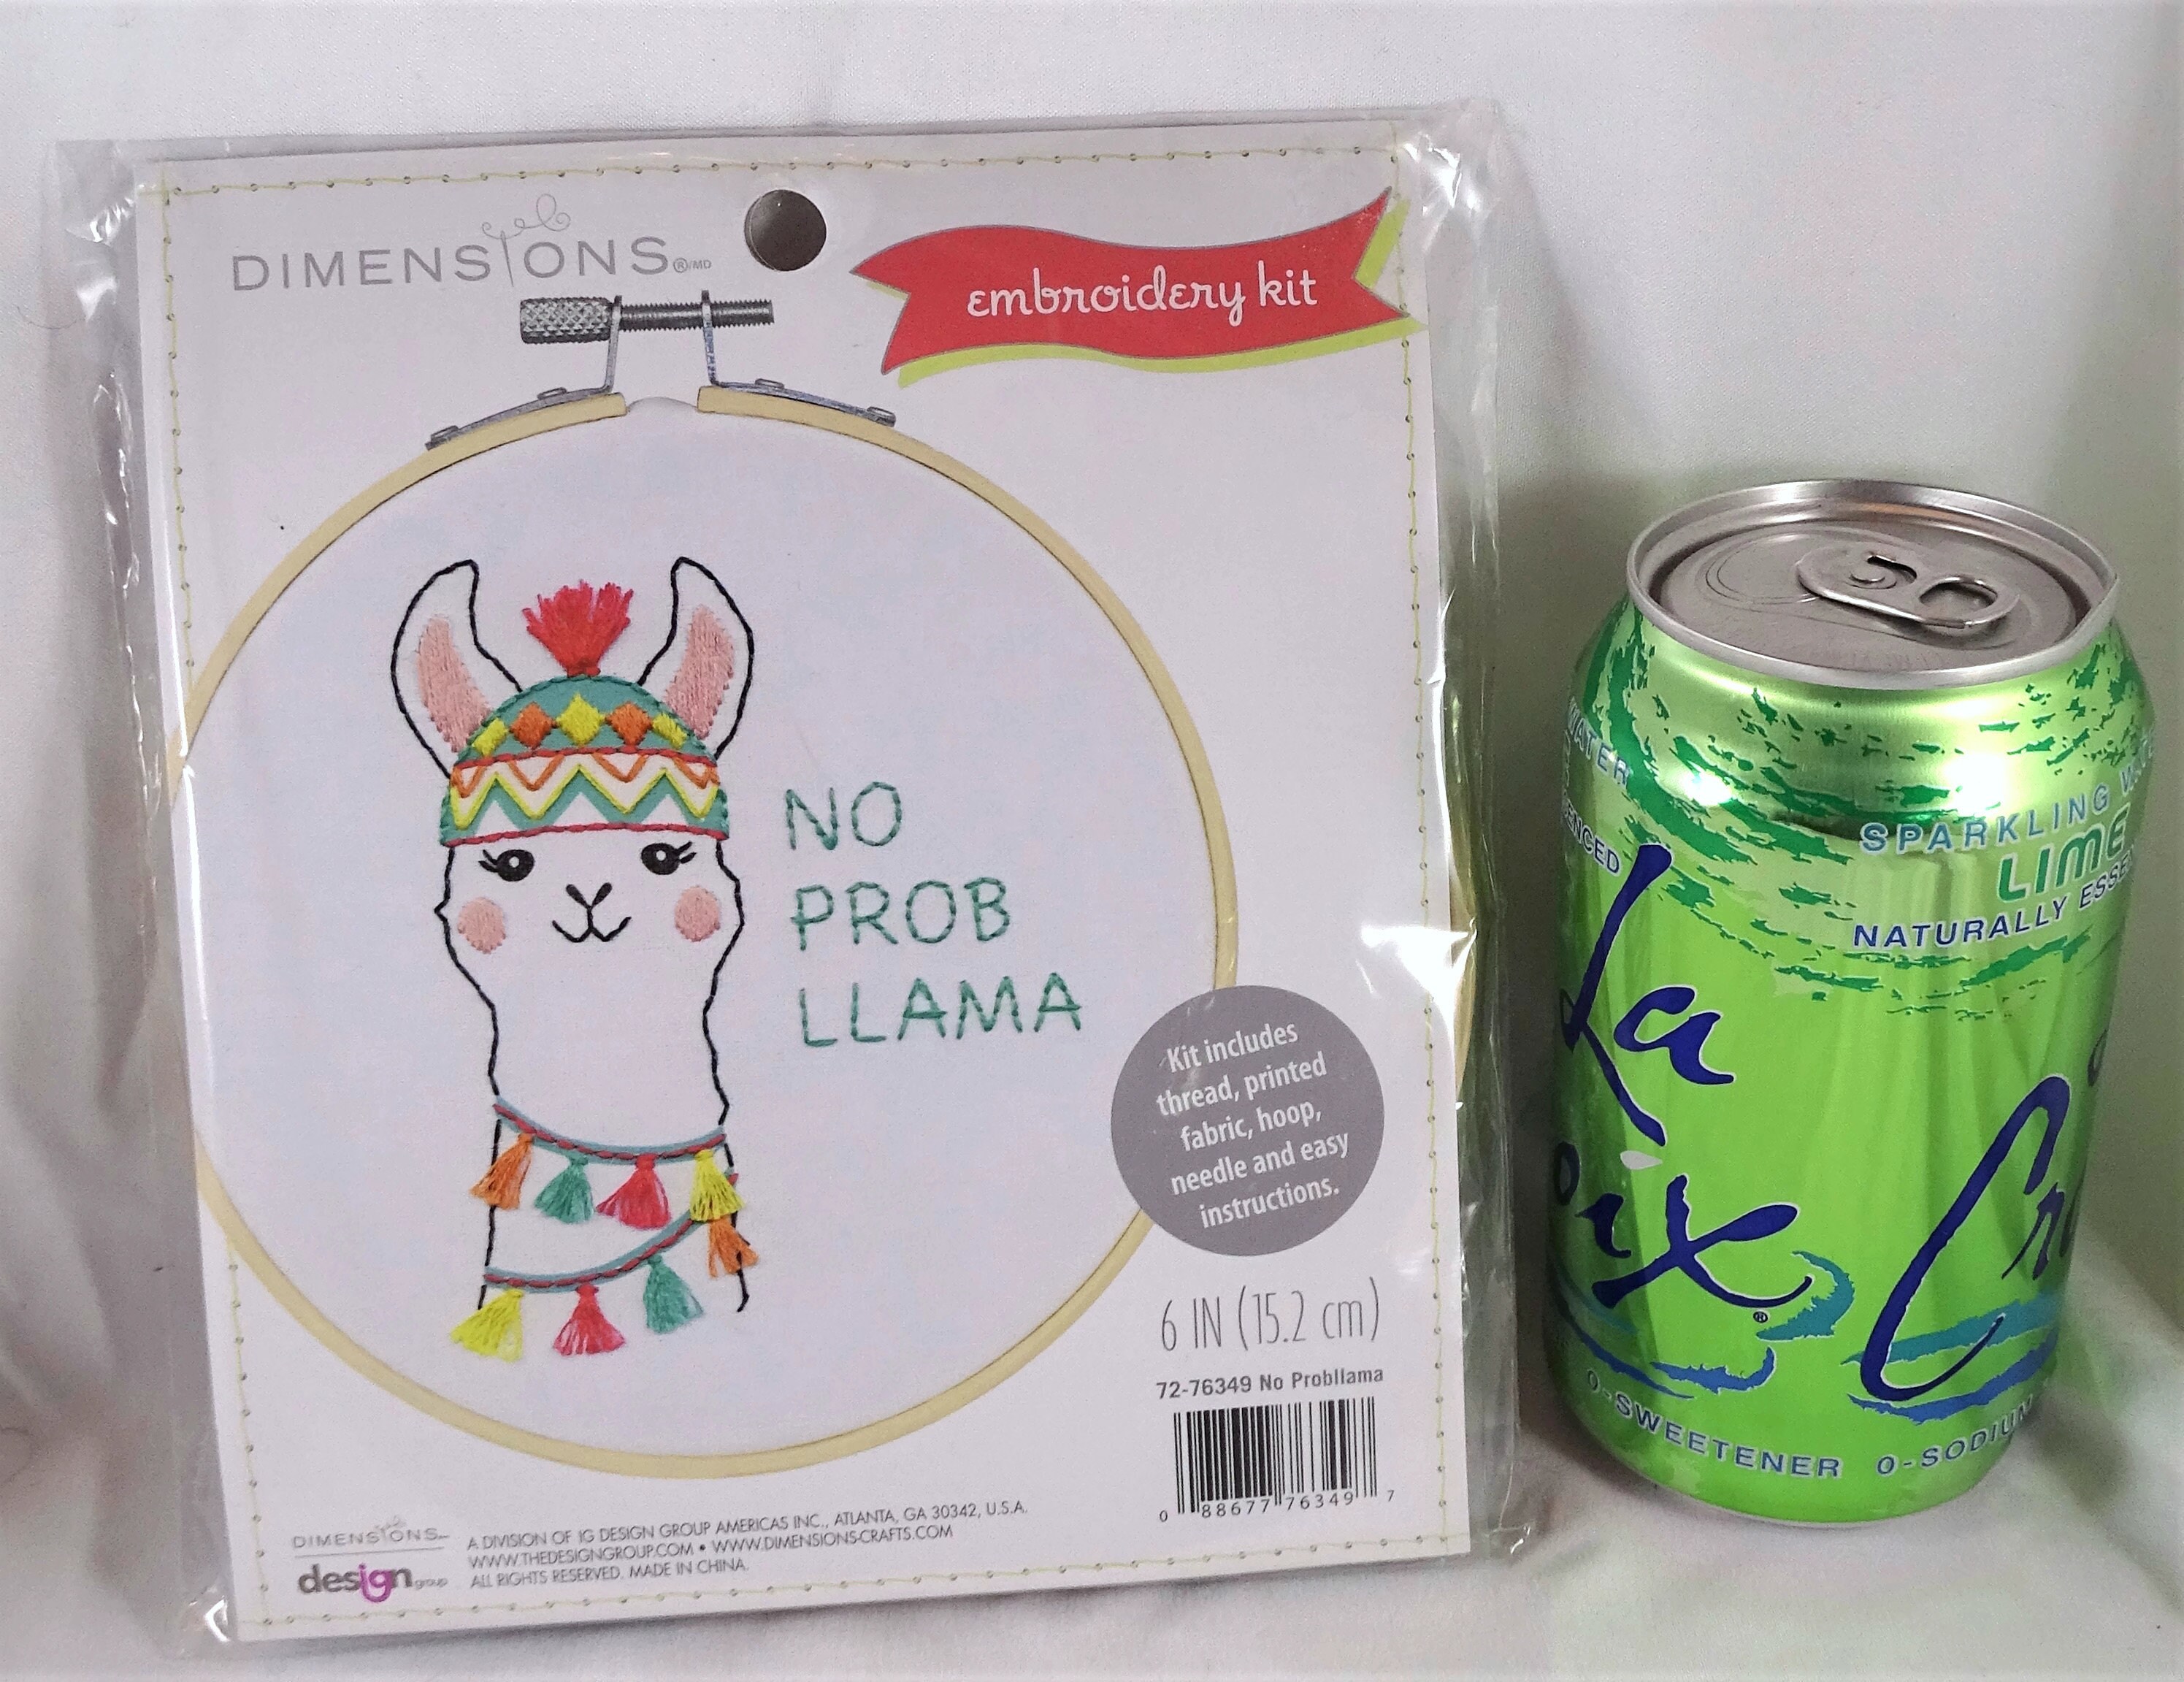 DIMENSIONS®/MD
embroidery kit
NO
PROB
LLAMA
Kit includes
thread, printed
fabric, hoop,
needle and easy
instructions.
6 IN (15.2 cm)
72-76349 No Probllama
0 88677 76349 7
DIMENSIONS
design group
A DIVISION OF IG DESIGN GROUP AMERICAS INC., ATLANTA, GA 30342, U.S.A.
WWW.THEDESIGNGROUP.COM • WWW.DIMENSIONS-CRAFTS.COM
ALL RIGHTS RESERVED. MADE IN CHINA.
WATER
SPARKLING
LIME
NATURALLY
La
Cr
®
0-SWEETENER 0-SODIUM